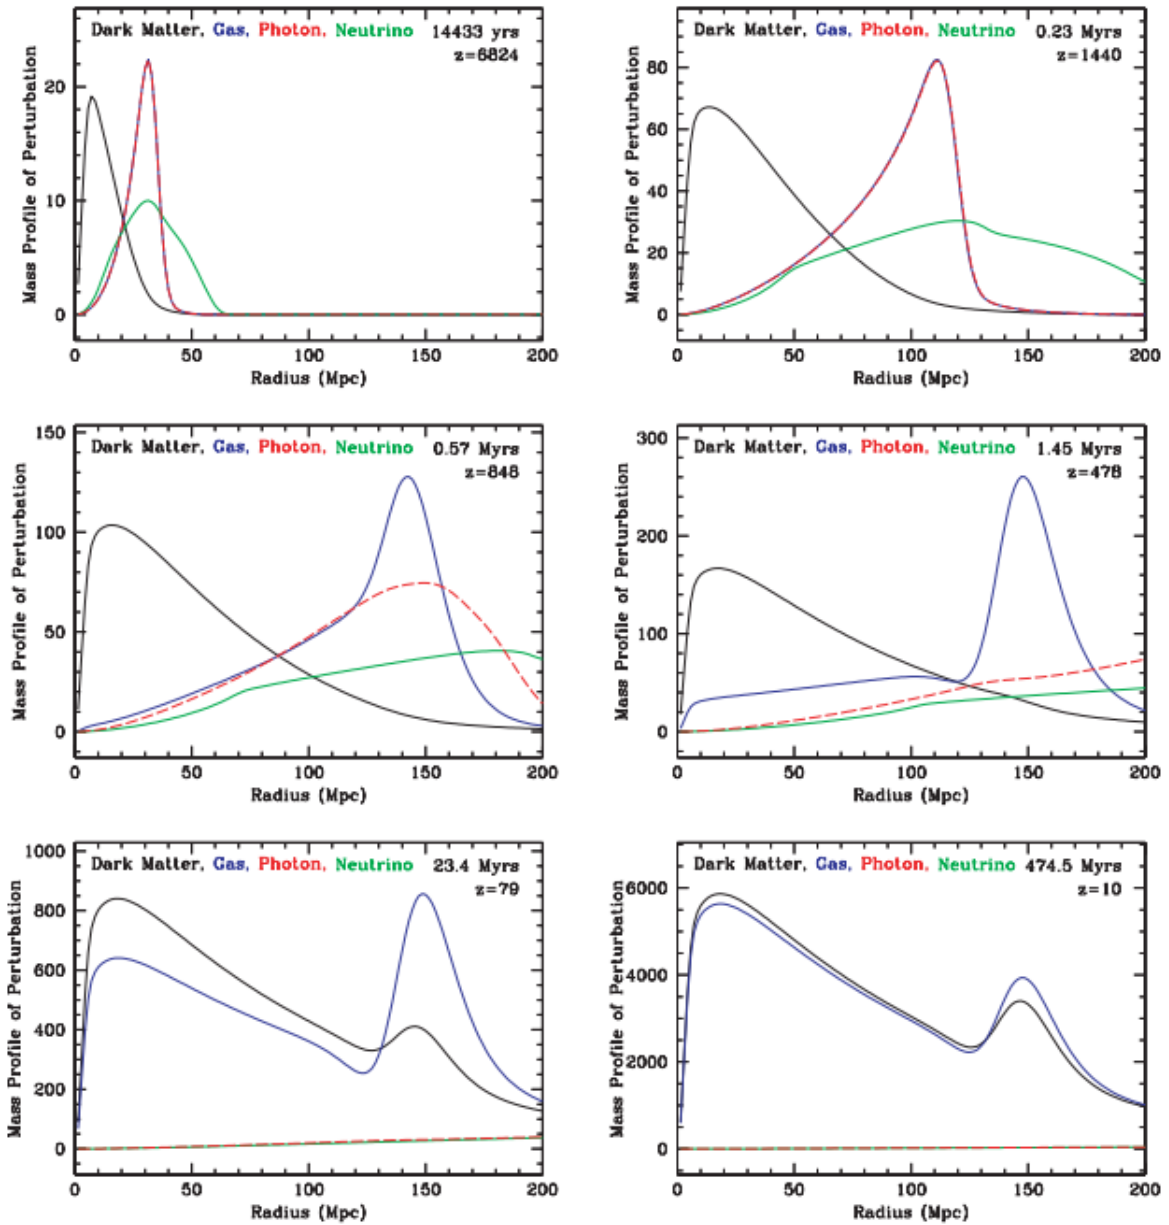 Dark Matter, Gas, Photon, Neutrino 14433 yrs
z=6824
Mass Profile of Perturbation
20
10
0
0 50 100 150 200
Radius (Mpc)
Dark Matter, Gas, Photon, Neutrino 0.23 Myrs
z=1440
Mass Profile of Perturbation
80
60
40
20
0
0 50 100 150 200
Radius (Mpc)
Dark Matter, Gas, Photon, Neutrino 0.57 Myrs
z=848
Mass Profile of Perturbation
150
100
50
0
0 50 100 150 200
Radius (Mpc)
Dark Matter, Gas, Photon, Neutrino 1.45 Myrs
z=478
Mass Profile of Perturbation
300
200
100
0
0 50 100 150 200
Radius (Mpc)
Dark Matter, Gas, Photon, Neutrino 23.4 Myrs
z=79
Mass Profile of Perturbation
1000
800
600
400
200
0
0 50 100 150 200
Radius (Mpc)
Dark Matter, Gas, Photon, Neutrino 474.5 Myrs
z=10
Mass Profile of Perturbation
6000
4000
2000
0
0 50 100 150 200
Radius (Mpc)